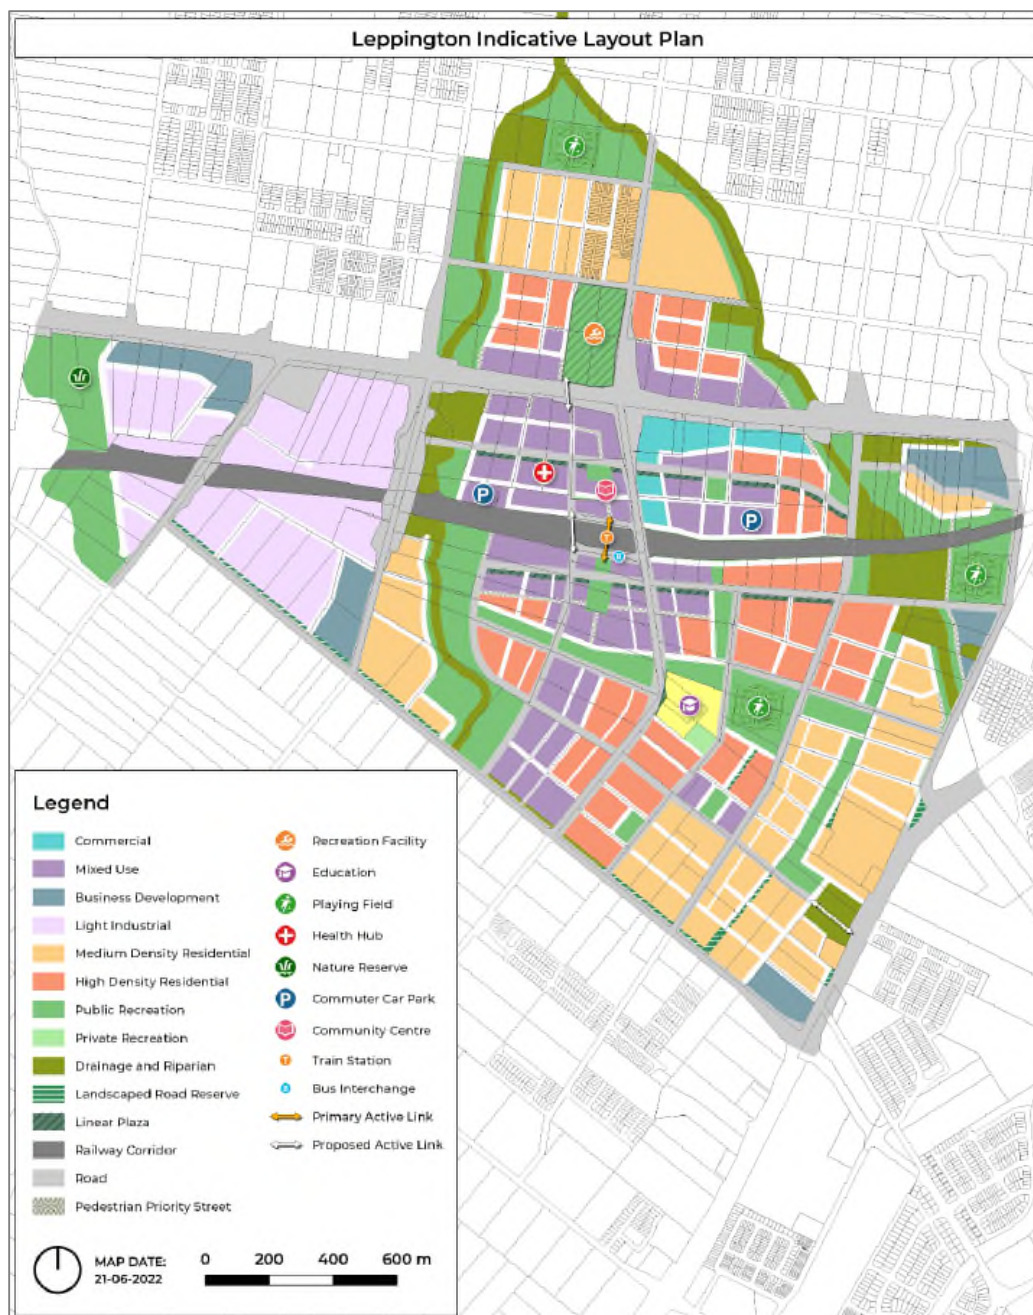 Leppington Indicative Layout Plan
P
P
T
B
Legend
Commercial
Mixed Use
Business Development
Light Industrial
Medium Density Residential
High Density Residential
Public Recreation
Private Recreation
Drainage and Riparian
Landscaped Road Reserve
Linear Plaza
Railway Corridor
Road
Pedestrian Priority Street
Recreation Facility
Education
Playing Field
Health Hub
Nature Reserve
P Commuter Car Park
Community Centre
T Train Station
B Bus Interchange
Primary Active Link
Proposed Active Link
MAP DATE:
21-06-2022
0 200 400 600 m